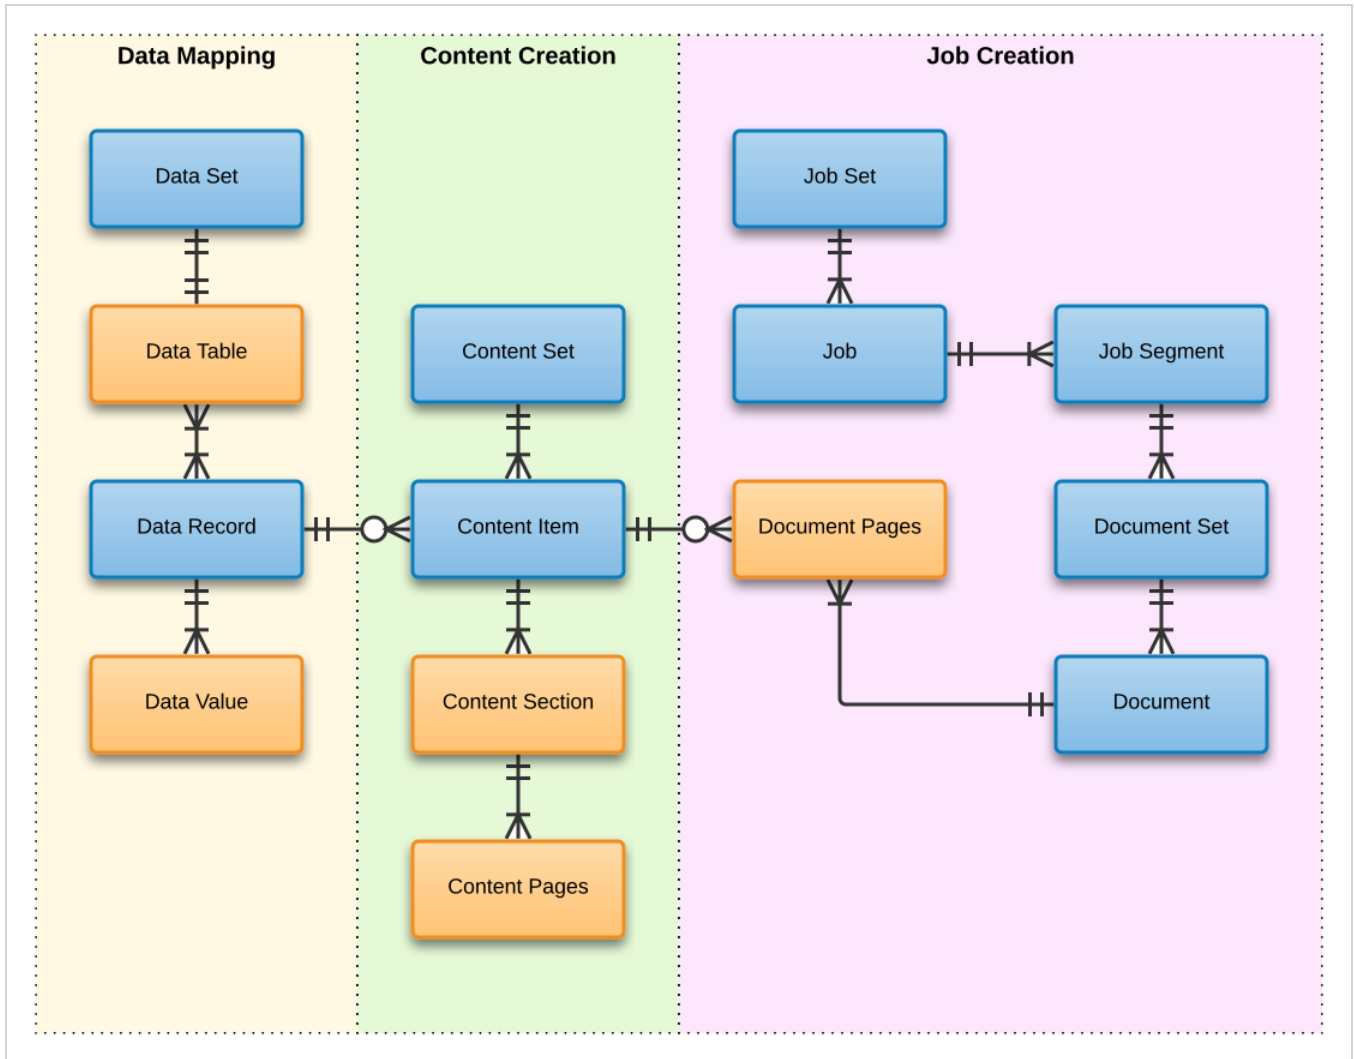 Data Mapping
Content Creation
Job Creation
Data Set
Job Set
Data Table
Content Set
Job
Job Segment
Data Record
Content Item
Document Pages
Document Set
Data Value
Content Section
Document
Content Pages